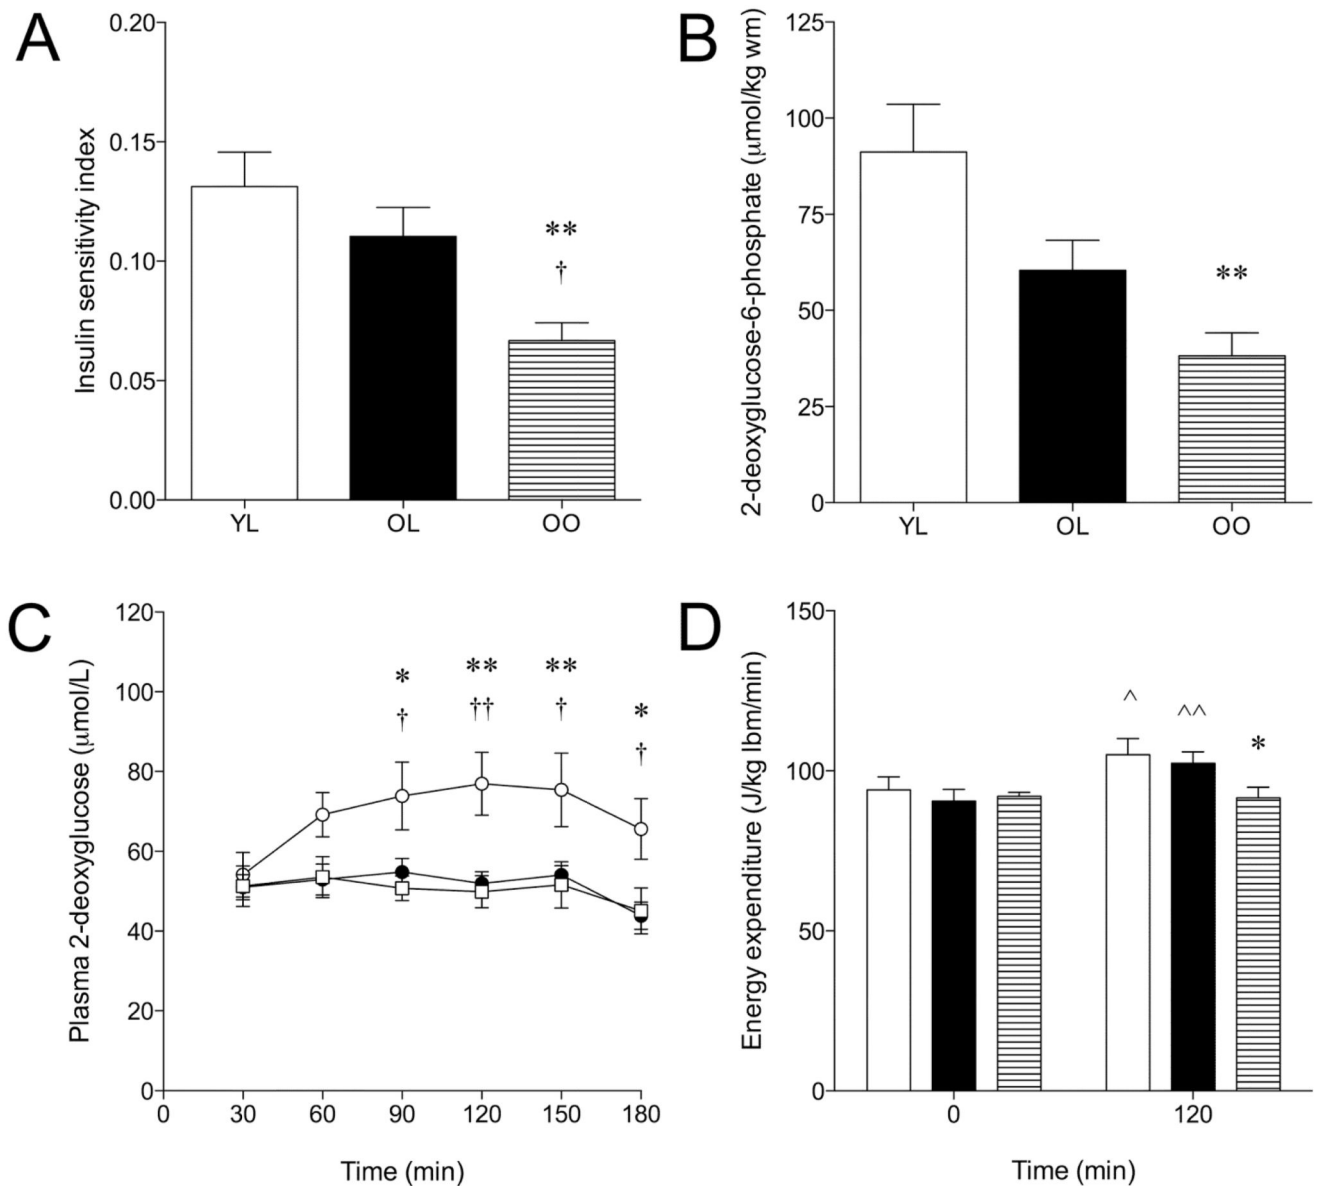 A
Insulin sensitivity index
0.20
0.15
0.10
0.05
0.00
**
†
YL OL OO
B
2-deoxyglucose-6-phosphate (μmol/kg wm)
125
100
75
50
25
0
**
YL OL OO
C
Plasma 2-deoxyglucose (μmol/L)
120
100
80
60
40
20
0
* ** ** *
† †† † †
0 30 60 90 120 150 180
Time (min)
D
Energy expenditure (J/kg lbm/min)
150
100
50
0
^ ^^ *
0 120
Time (min)